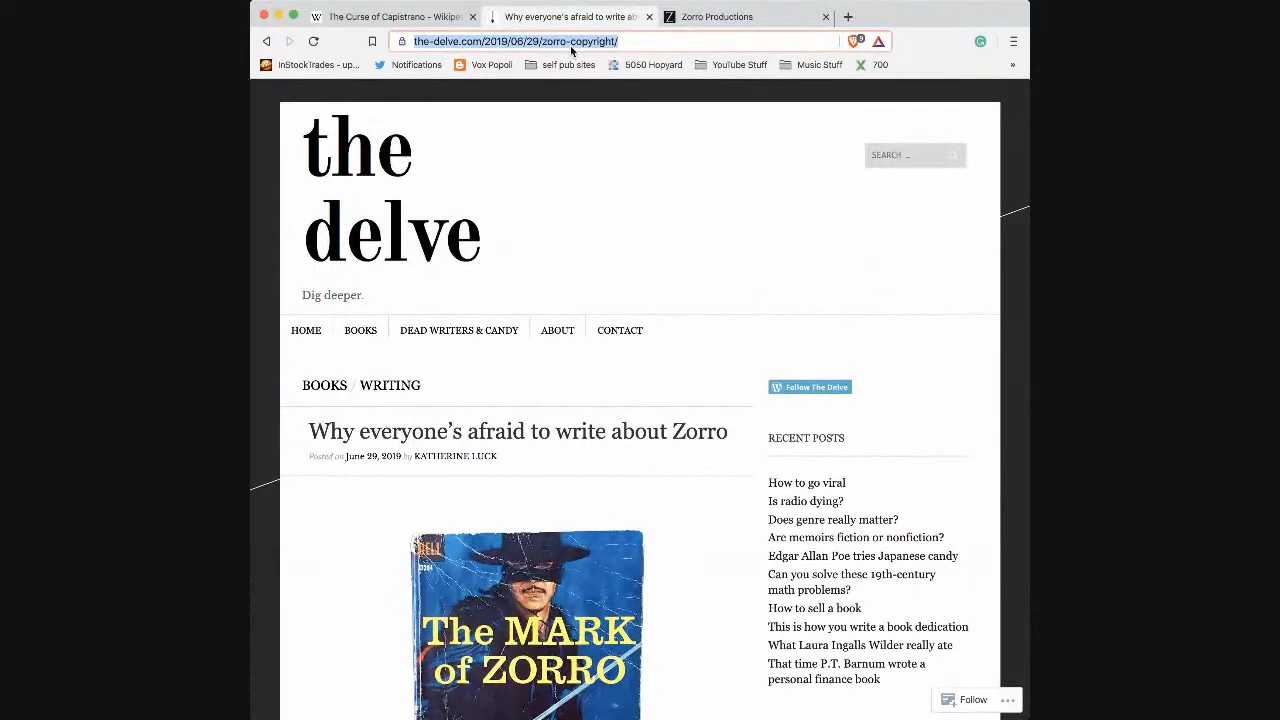 The Curse of Capistrano - Wikipe
Why everyone's afraid to write ab
Zorro Productions
the-delve.com/2019/06/29/zorro-copyright/
InStockTrades - up...
Notifications
Vox Popoli
self pub sites
5050 Hopyard
YouTube Stuff
Music Stuff
700
»
the
delve
SEARCH ...
Dig deeper.
HOME
BOOKS
DEAD WRITERS & CANDY
ABOUT
CONTACT
BOOKS / WRITING
Why everyone's afraid to write about Zorro
Posted on June 29, 2019 by KATHERINE LUCK
DELL
The MARK
of ZORRO
Follow The Delve
RECENT POSTS
How to go viral
Is radio dying?
Does genre really matter?
Are memoirs fiction or nonfiction?
Edgar Allan Poe tries Japanese candy
Can you solve these 19th-century
math problems?
How to sell a book
This is how you write a book dedication
What Laura Ingalls Wilder really ate
That time P.T. Barnum wrote a
personal finance book
Follow